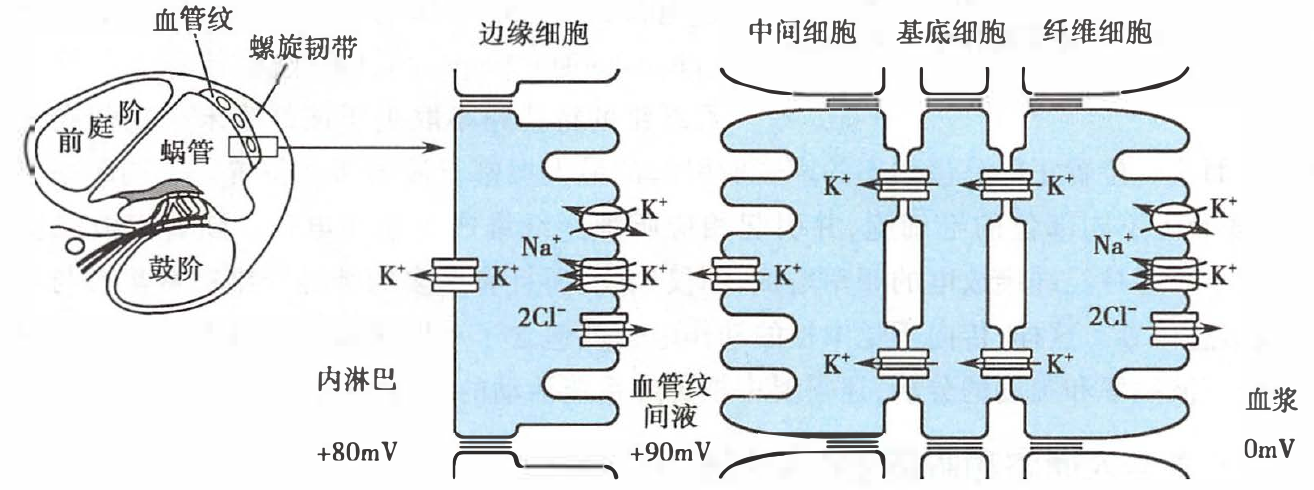 血管纹
螺旋韧带
前庭阶
蜗管
鼓阶
边缘细胞
中间细胞
基底细胞
纤维细胞
K⁺
K⁺
Na⁺
K⁺
K⁺
2Cl⁻
内淋巴
+80mV
血管纹
间液
+90mV
K⁺
K⁺
K⁺
K⁺
K⁺
K⁺
Na⁺
K⁺
2Cl⁻
血浆
0mV